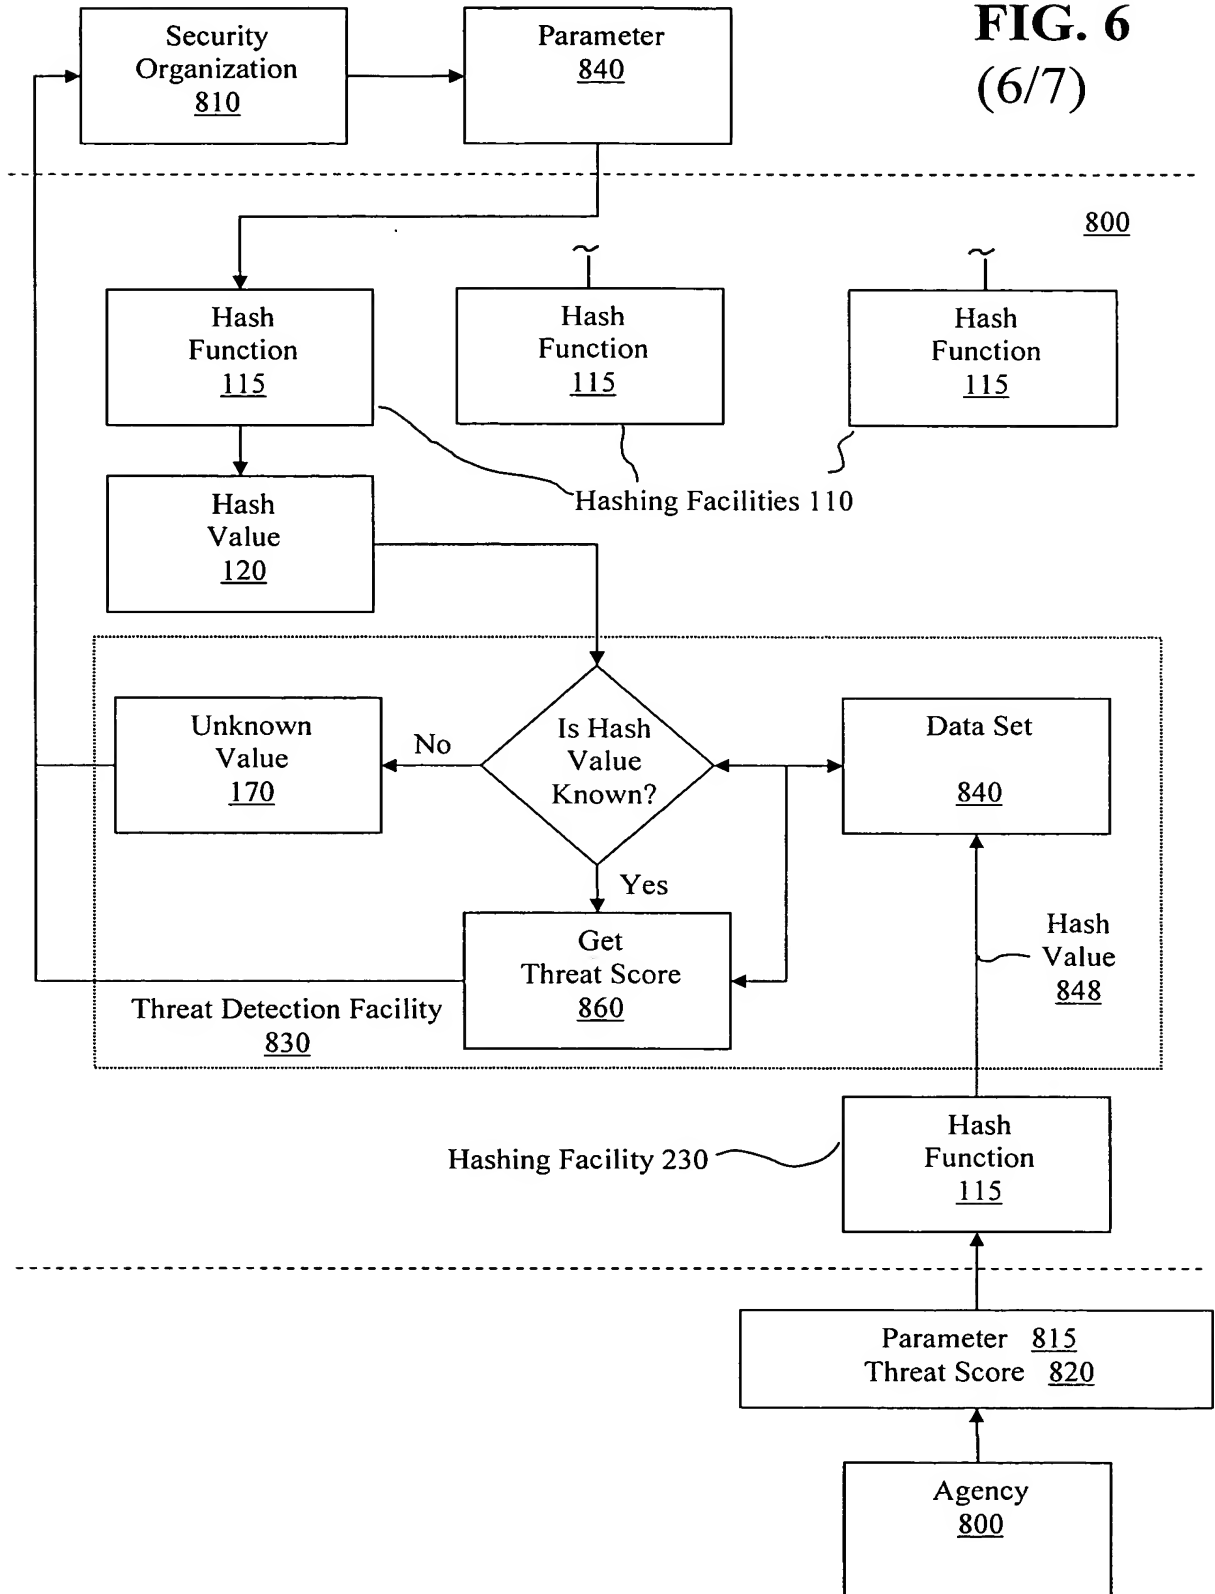 FIG. 6
(6/7)
Security
Organization
810
Parameter
840
800
Hash
Function
115
Hash
Function
115
Hash
Function
115
Hashing Facilities 110
Hash
Value
120
Unknown
Value
170
No
Is Hash
Value
Known?
Data Set
840
Yes
Get
Threat Score
860
Hash
Value
848
Threat Detection Facility
830
Hashing Facility 230
Hash
Function
115
Parameter 815
Threat Score 820
Agency
800